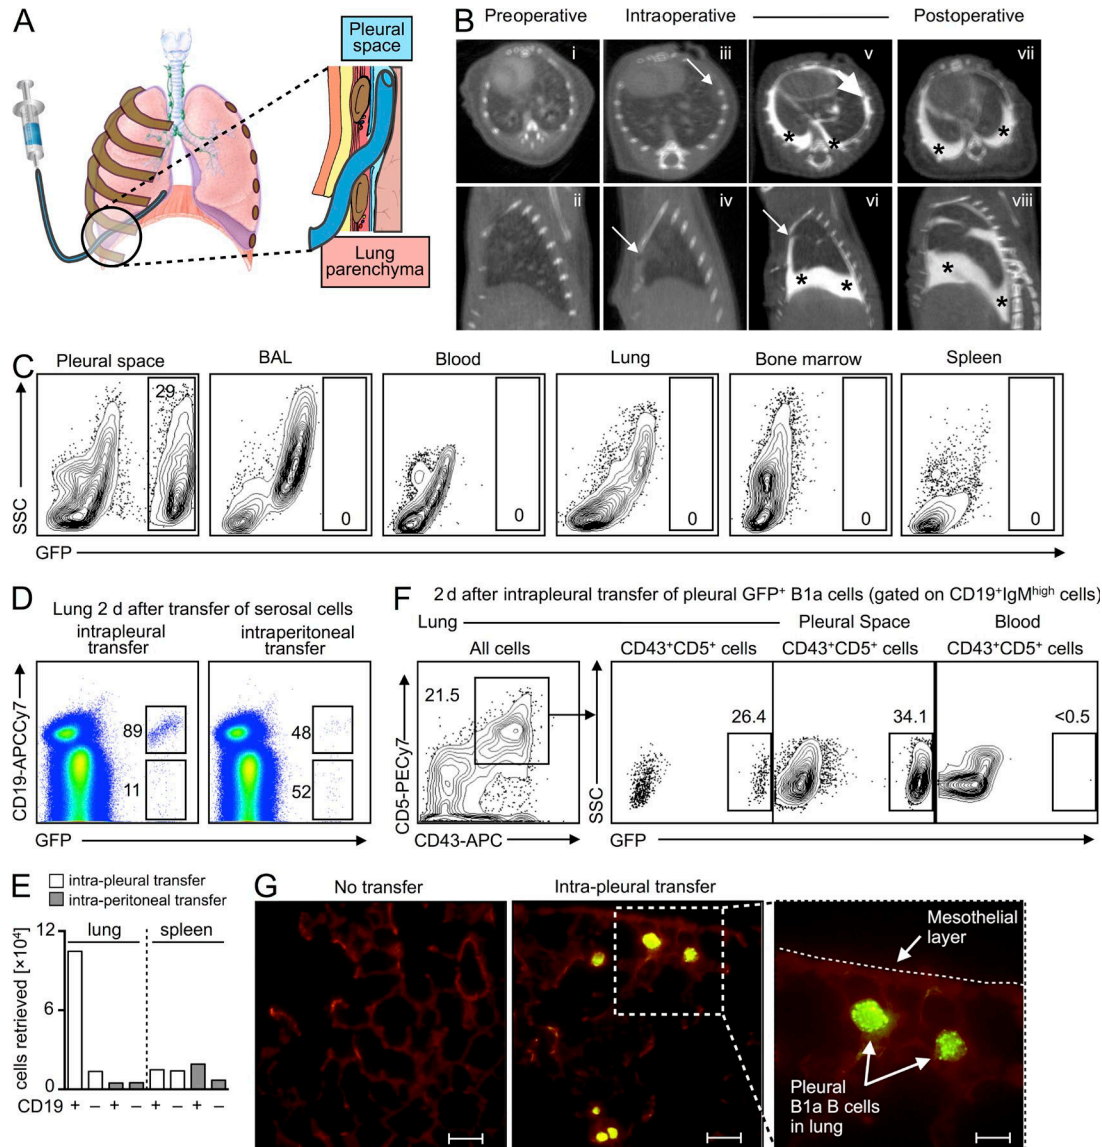 A
Pleural
space
Lung
parenchyma
B
Preoperative
Intraoperative
Postoperative
i
iii
v
vii
*
*
*
*
ii
iv
vi
viii
*
*
*
*
C
Pleural space
BAL
Blood
Lung
Bone marrow
Spleen
29
0
0
0
0
0
SSC
GFP
D
Lung 2 d after transfer of serosal cells
intrapleural
transfer
intraperitoneal
transfer
CD19-APCCy7
89
11
48
52
GFP
F
2 d after intrapleural transfer of pleural GFP⁺ B1a cells (gated on CD19⁺IgMʰⁱᵍʰ cells)
Lung
Pleural Space
Blood
All cells
CD43⁺CD5⁺ cells
CD43⁺CD5⁺ cells
CD43⁺CD5⁺ cells
21.5
26.4
34.1
<0.5
CD5-PECy7
CD43-APC
SSC
GFP
E
intra-pleural transfer
intra-peritoneal transfer
lung
spleen
12
6
0
cells retrieved [×10⁴]
CD19 + – + – + – + –
G
No transfer
Intra-pleural transfer
Mesothelial
layer
Pleural
B1a B cells
in lung